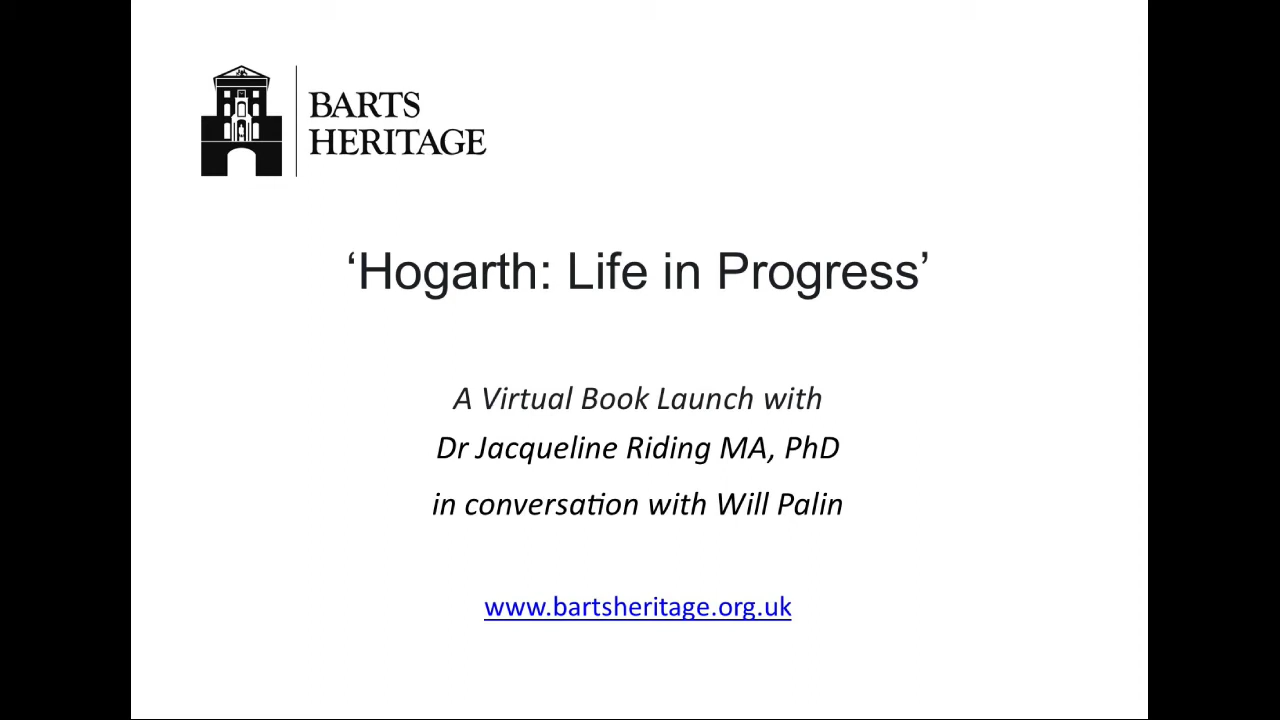 BARTS
HERITAGE
‘Hogarth: Life in Progress’
A Virtual Book Launch with
Dr Jacqueline Riding MA, PhD
in conversation with Will Palin
www.bartsheritage.org.uk